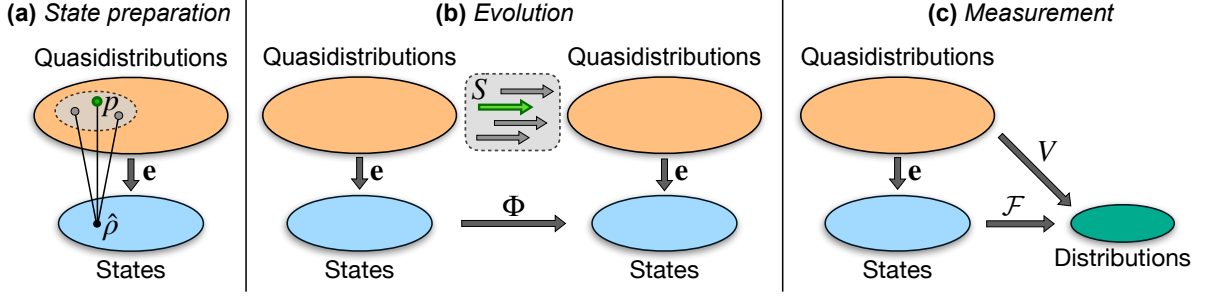 (a) State preparation
Quasidistributions
p
e
ρ̂
States
(b) Evolution
Quasidistributions
Quasidistributions
S
e
e
Φ
States
States
(c) Measurement
Quasidistributions
V
e
ℱ
States
Distributions